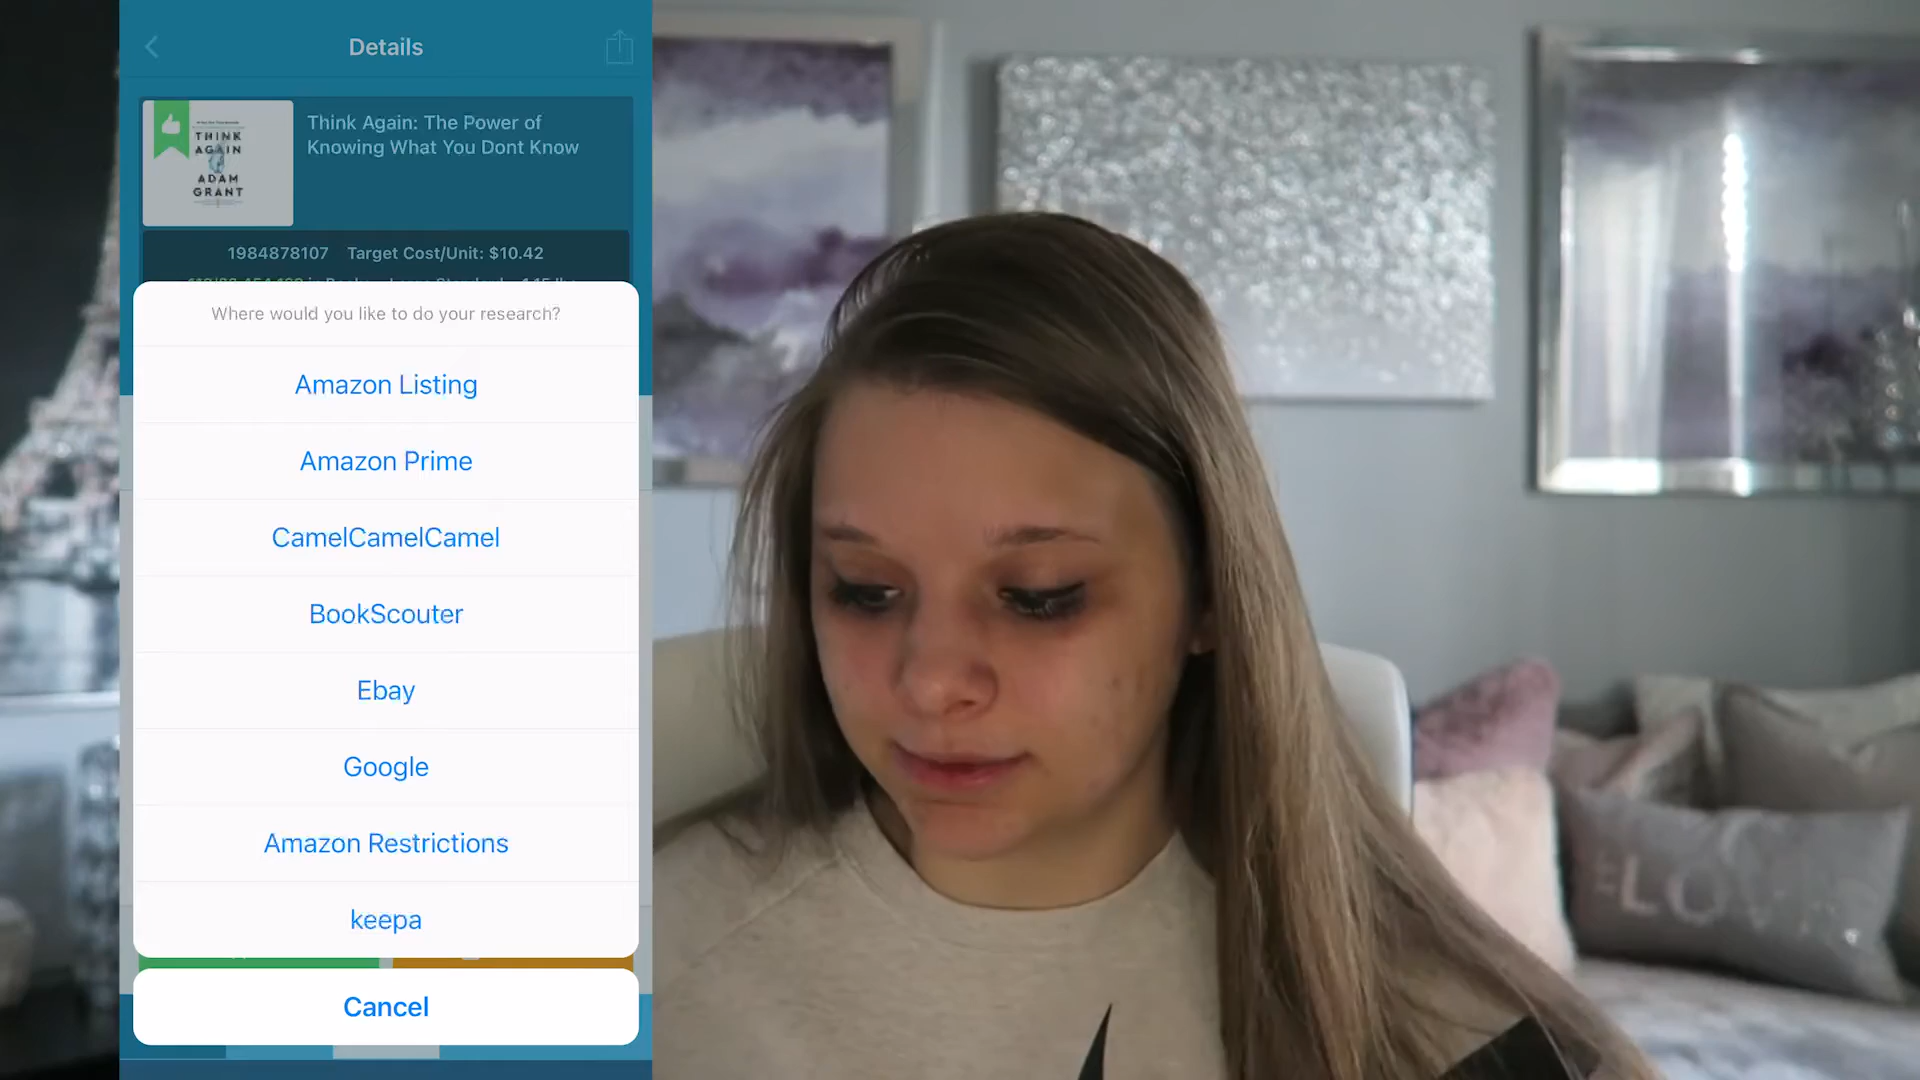 Details
THINK
AGAIN
ADAM
GRANT
Think Again: The Power of
Knowing What You Dont Know
1984878107 Target Cost/Unit: $10.42
Where would you like to do your research?
Amazon Listing
Amazon Prime
CamelCamelCamel
BookScouter
Ebay
Google
Amazon Restrictions
keepa
Cancel
LOVE